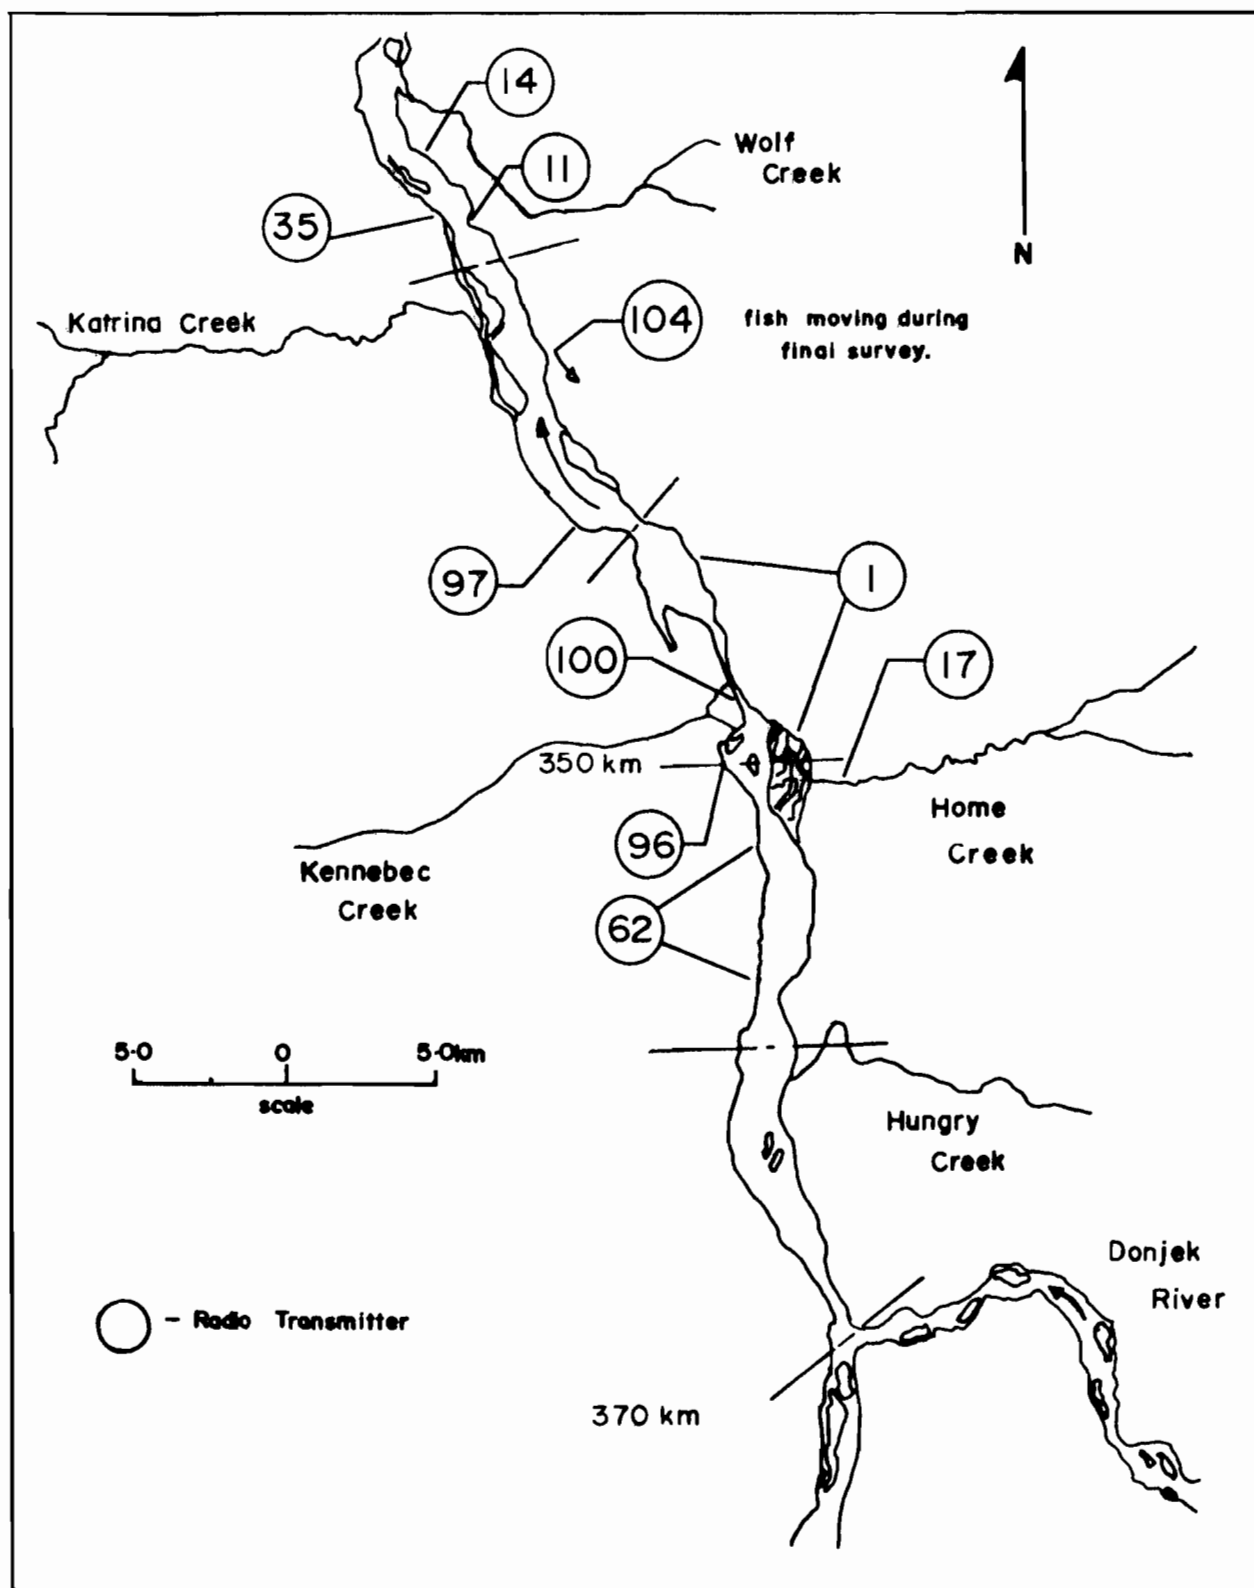 14
Wolf
Creek
11
35
N
Katrina Creek
104
fish moving during
final survey.
97
1
100
17
350 km
Home
Creek
96
Kennebec
Creek
62
5·0 0 5·0km
scale
Hungry
Creek
Donjek
River
- Radio Transmitter
370 km